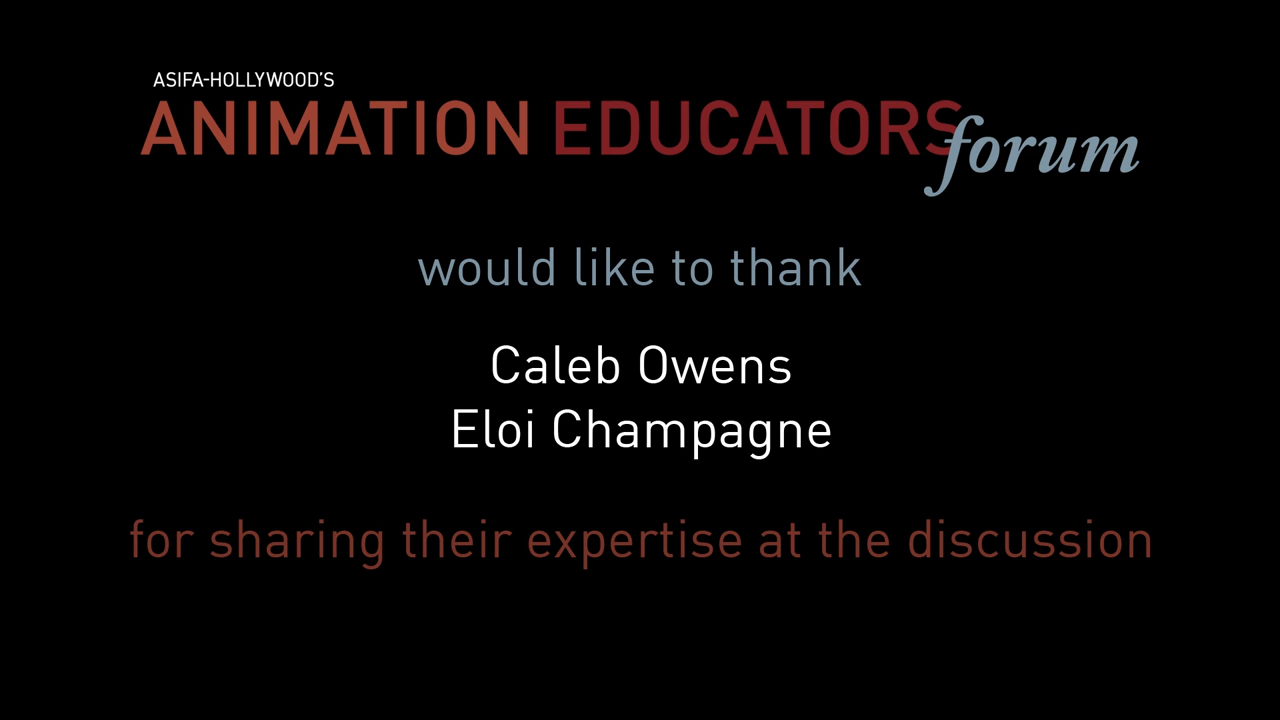 ASIFA-HOLLYWOOD'S
ANIMATION EDUCATORS forum
would like to thank
Caleb Owens
Eloi Champagne
for sharing their expertise at the discussion